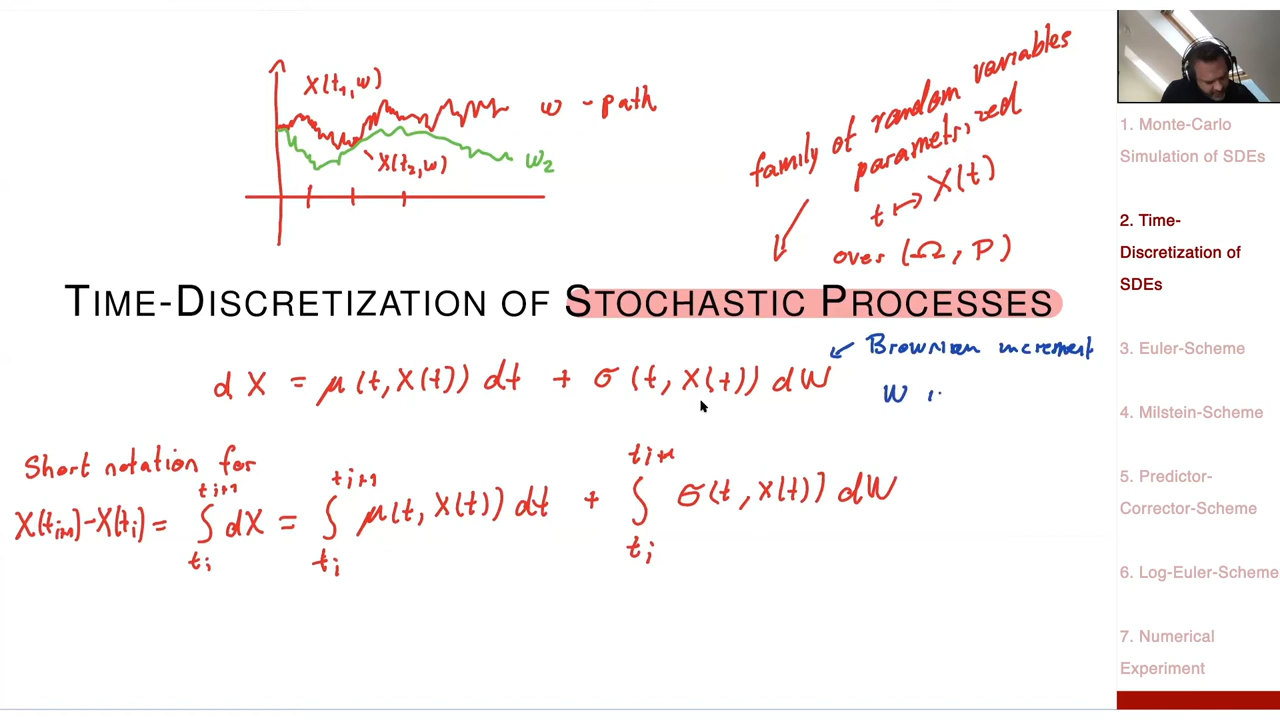 X(t₁,ω)
ω - path
X(t₂,ω)
ω₂
family of random variables
parametrized
t ↦ X(t)
over (Ω, P)
TIME-DISCRETIZATION OF STOCHASTIC PROCESSES
Brownian increment
dX = μ(t, X(t)) dt + σ(t, X(t)) dW
W :
Short notation for
X(tᵢ₊₁)-X(tᵢ) = ∫ tᵢ tᵢ₊₁ dX = ∫ tᵢ tᵢ₊₁ μ(t, X(t)) dt + ∫ tᵢ tᵢ₊₁ σ(t, X(t)) dW
1. Monte-Carlo
Simulation of SDEs
2. Time-
Discretization of
SDEs
3. Euler-Scheme
4. Milstein-Scheme
5. Predictor-
Corrector-Scheme
6. Log-Euler-Scheme
7. Numerical
Experiment